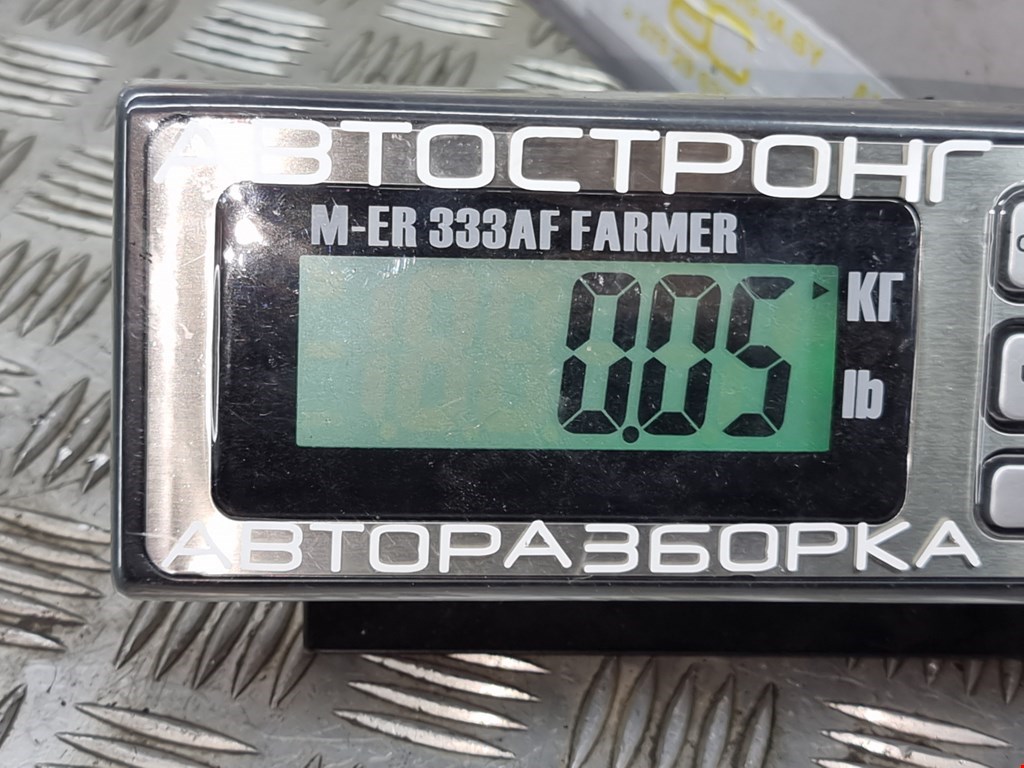 АВТОСТРОНГ
M-ER 333AF FARMER
0.05
КГ
lb
АВТОРАЗБОРКА